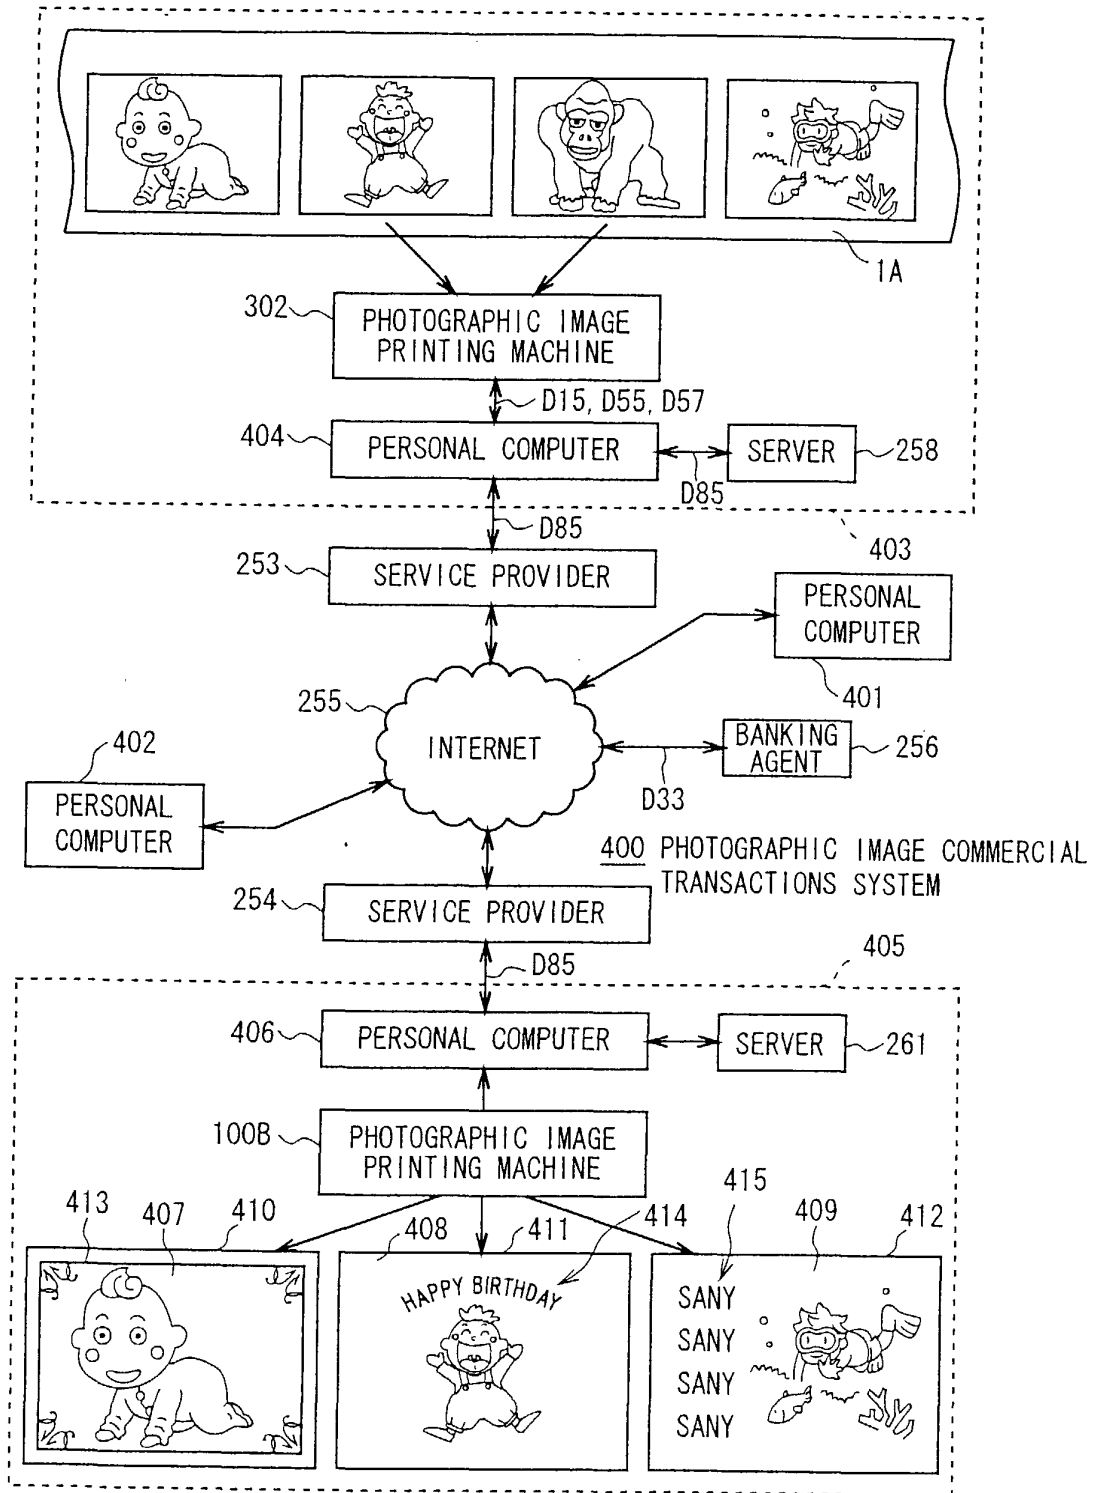 1A
302
PHOTOGRAPHIC IMAGE
PRINTING MACHINE
D15, D55, D57
404
PERSONAL COMPUTER
SERVER
258
D85
D85
403
253
SERVICE PROVIDER
PERSONAL
COMPUTER
401
255
INTERNET
BANKING
AGENT
256
D33
402
PERSONAL
COMPUTER
400 PHOTOGRAPHIC IMAGE COMMERCIAL
TRANSACTIONS SYSTEM
254
SERVICE PROVIDER
D85
405
406
PERSONAL COMPUTER
SERVER
261
100B
PHOTOGRAPHIC IMAGE
PRINTING MACHINE
413
407
410
408
411
414
415
409
412
HAPPY BIRTHDAY
SANY
SANY
SANY
SANY